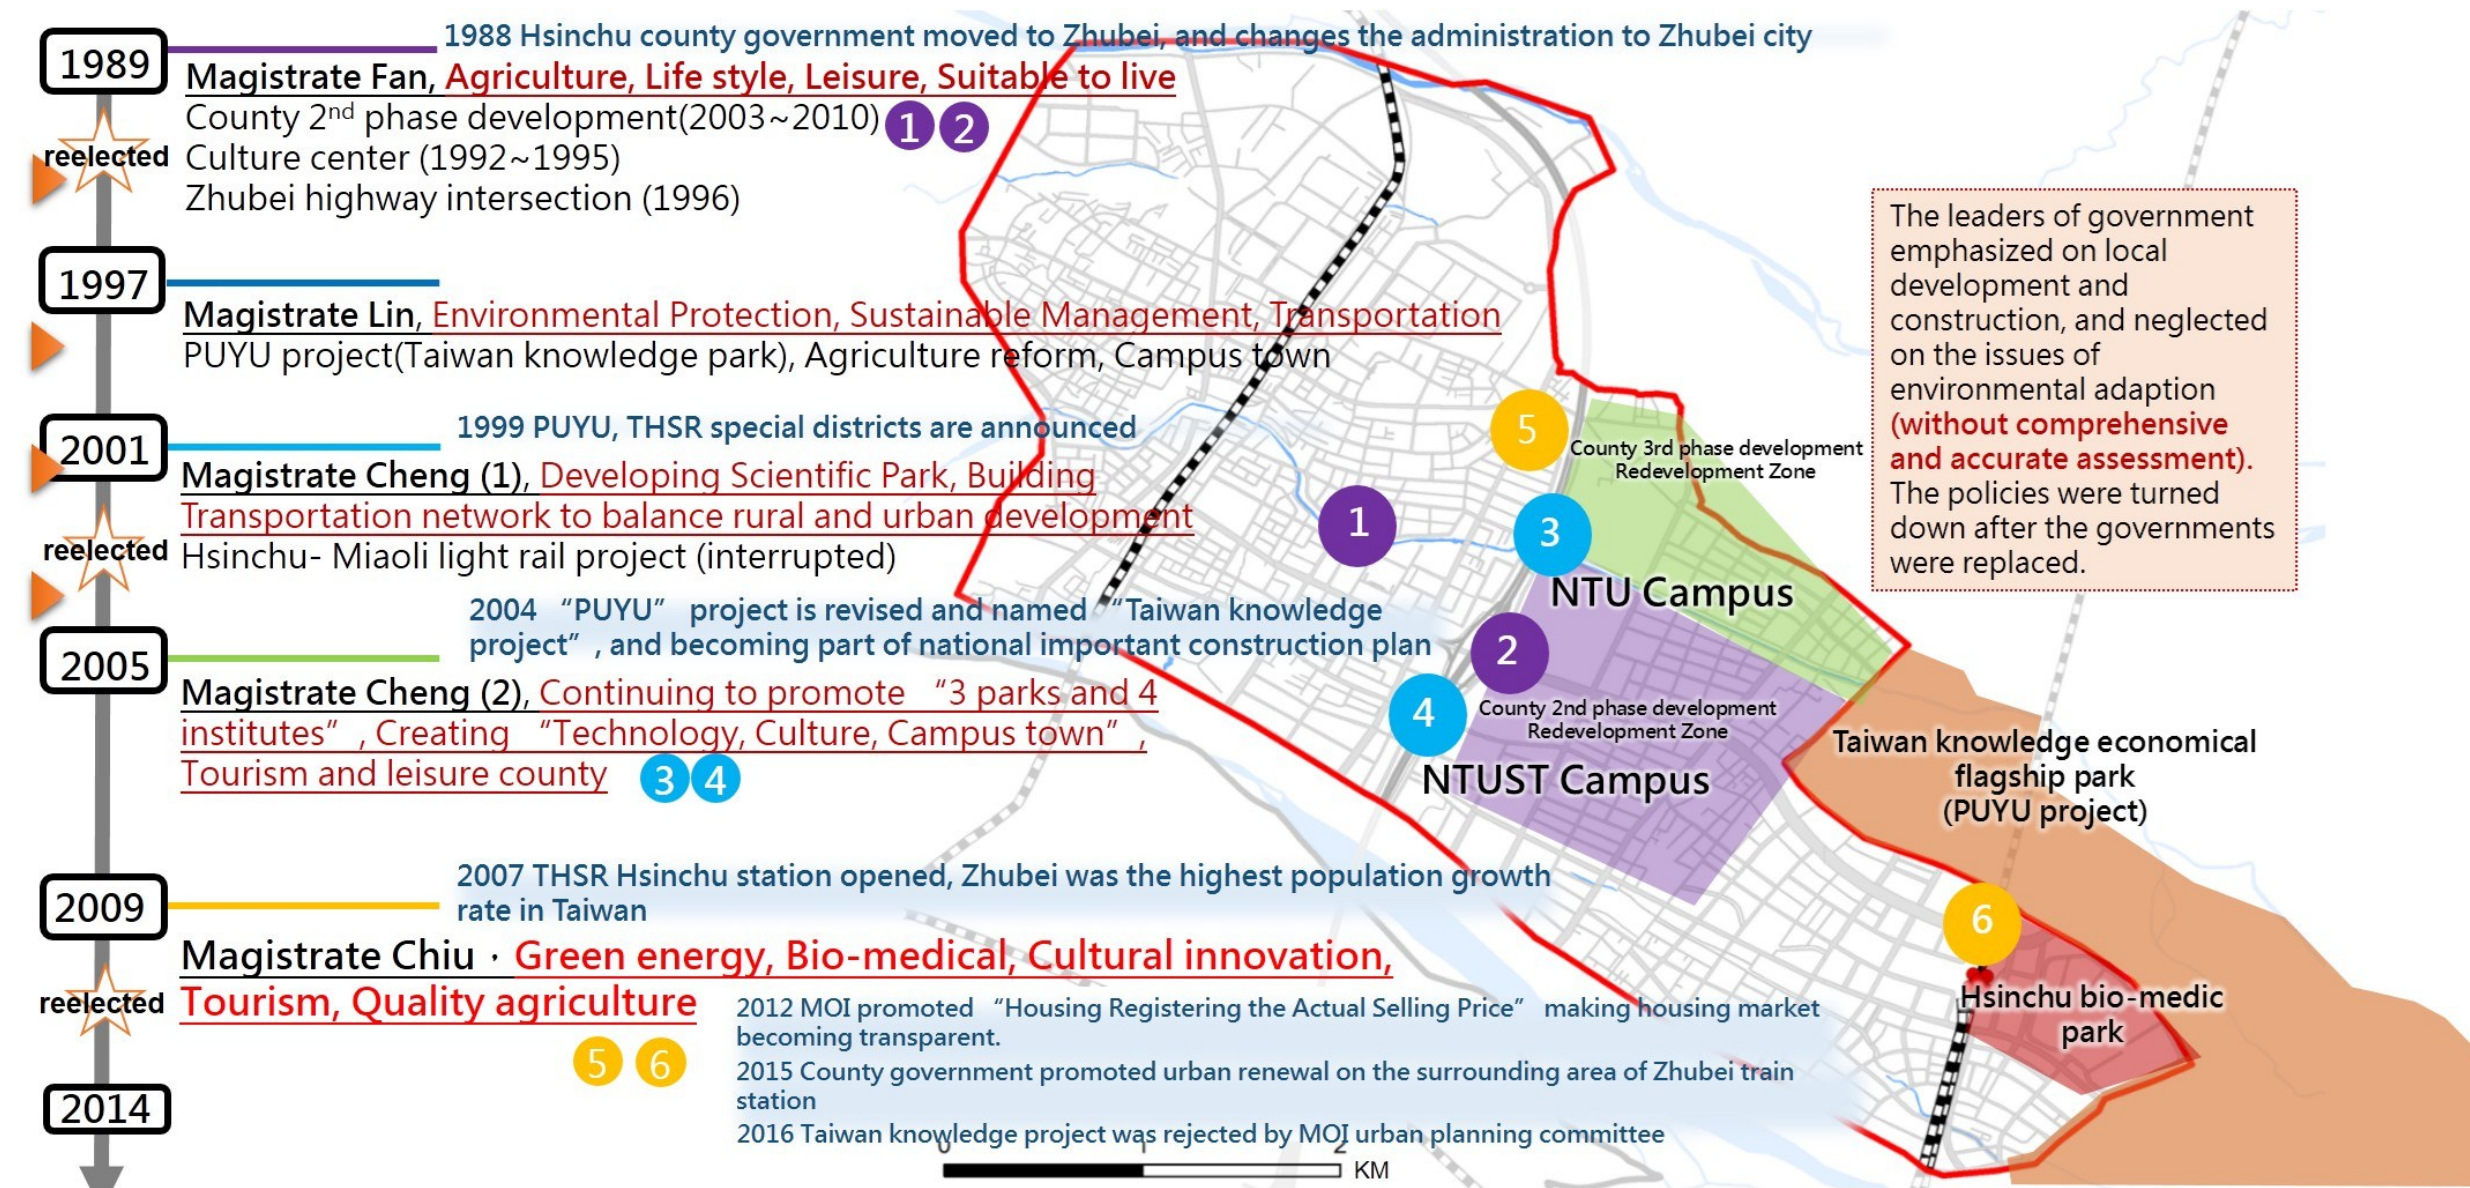 1989
1988 Hsinchu county government moved to Zhubei, and changes the administration to Zhubei city
Magistrate Fan, Agriculture, Life style, Leisure, Suitable to live
County 2nd phase development(2003~2010) 1 2
reelected
Culture center (1992~1995)
Zhubei highway intersection (1996)
1997
Magistrate Lin, Environmental Protection, Sustainable Management, Transportation
PUYU project(Taiwan knowledge park), Agriculture reform, Campus town
2001
1999 PUYU, THSR special districts are announced
Magistrate Cheng (1), Developing Scientific Park, Building
Transportation network to balance rural and urban development
reelected
Hsinchu- Miaoli light rail project (interrupted)
2004 “PUYU” project is revised and named “Taiwan knowledge
project”, and becoming part of national important construction plan
2005
Magistrate Cheng (2), Continuing to promote “3 parks and 4
institutes”, Creating “Technology, Culture, Campus town”,
Tourism and leisure county 3 4
2009
2007 THSR Hsinchu station opened, Zhubei was the highest population growth
rate in Taiwan
Magistrate Chiu · Green energy, Bio-medical, Cultural innovation,
reelected
Tourism, Quality agriculture
5 6
2012 MOI promoted “Housing Registering the Actual Selling Price” making housing market
becoming transparent.
2015 County government promoted urban renewal on the surrounding area of Zhubei train
station
2014
2016 Taiwan knowledge project was rejected by MOI urban planning committee
0 1 2
KM
5
County 3rd phase development
Redevelopment Zone
1
3
NTU Campus
2
4
County 2nd phase development
Redevelopment Zone
NTUST Campus
Taiwan knowledge economical
flagship park
(PUYU project)
6
Hsinchu bio-medic
park
The leaders of government
emphasized on local
development and
construction, and neglected
on the issues of
environmental adaption
(without comprehensive
and accurate assessment).
The policies were turned
down after the governments
were replaced.